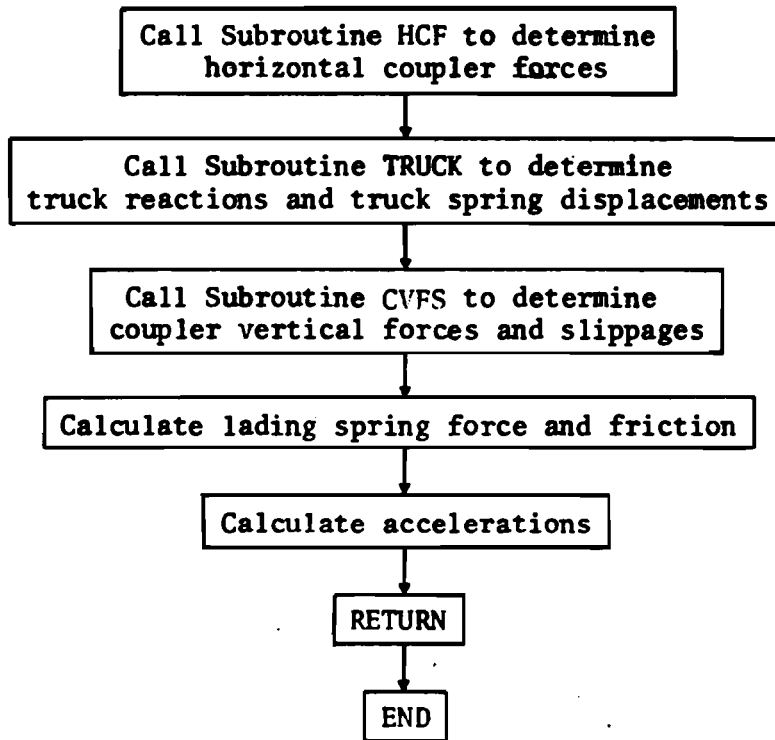 Call Subroutine HCF to determine
horizontal coupler forces
Call Subroutine TRUCK to determine
truck reactions and truck spring displacements
Call Subroutine CVFS to determine
coupler vertical forces and slippages
Calculate lading spring force and friction
Calculate accelerations
RETURN
END